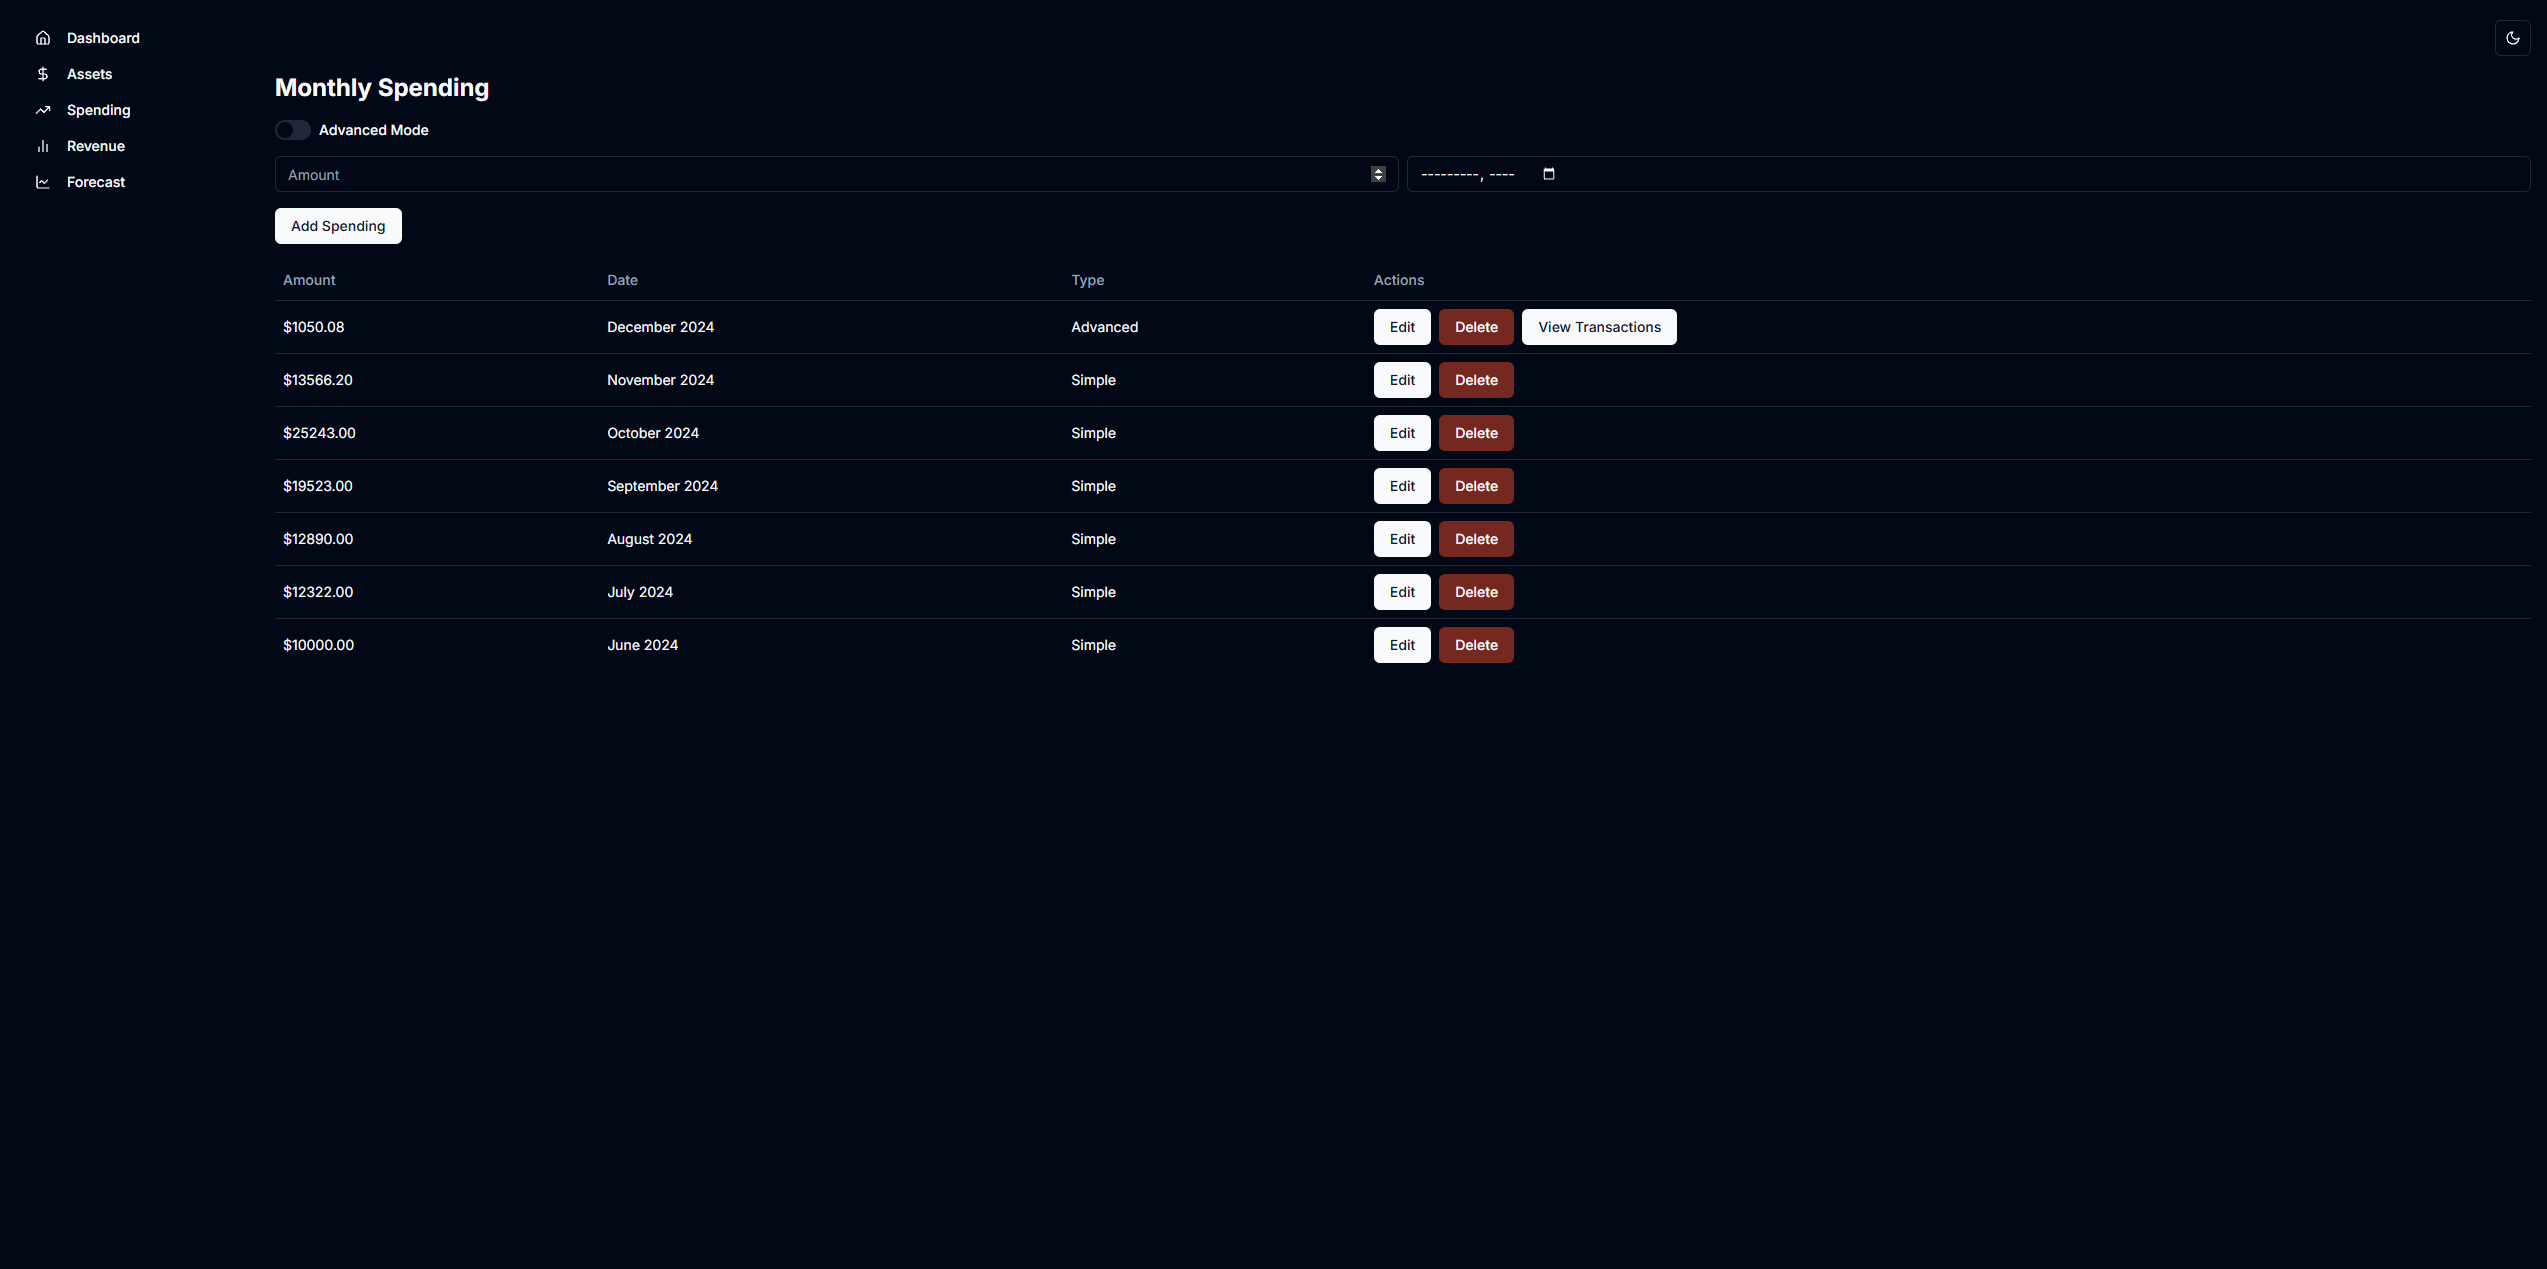 Dashboard
Assets
Spending
Revenue
Forecast
Monthly Spending
Advanced Mode
Amount
---------, ----
Add Spending
Amount Date Type Actions
$1050.08 December 2024 Advanced Edit Delete View Transactions
$13566.20 November 2024 Simple Edit Delete
$25243.00 October 2024 Simple Edit Delete
$19523.00 September 2024 Simple Edit Delete
$12890.00 August 2024 Simple Edit Delete
$12322.00 July 2024 Simple Edit Delete
$10000.00 June 2024 Simple Edit Delete